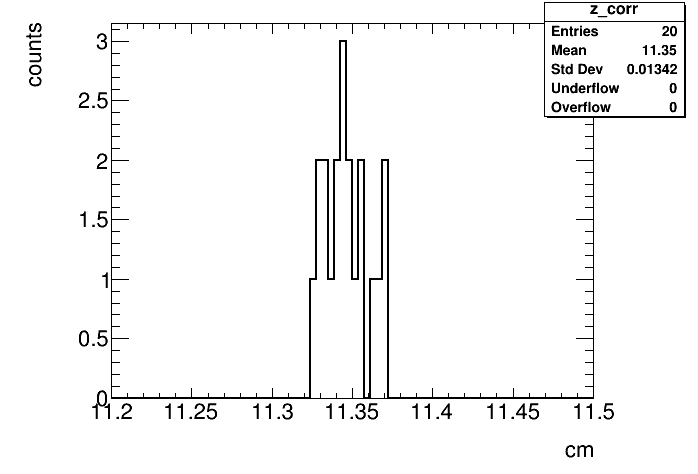 z_corr
Entries 20
Mean 11.35
Std Dev 0.01342
Underflow 0
Overflow 0
counts
3
2.5
2
1.5
1
0.5
0
11.2 11.25 11.3 11.35 11.4 11.45 11.5
cm